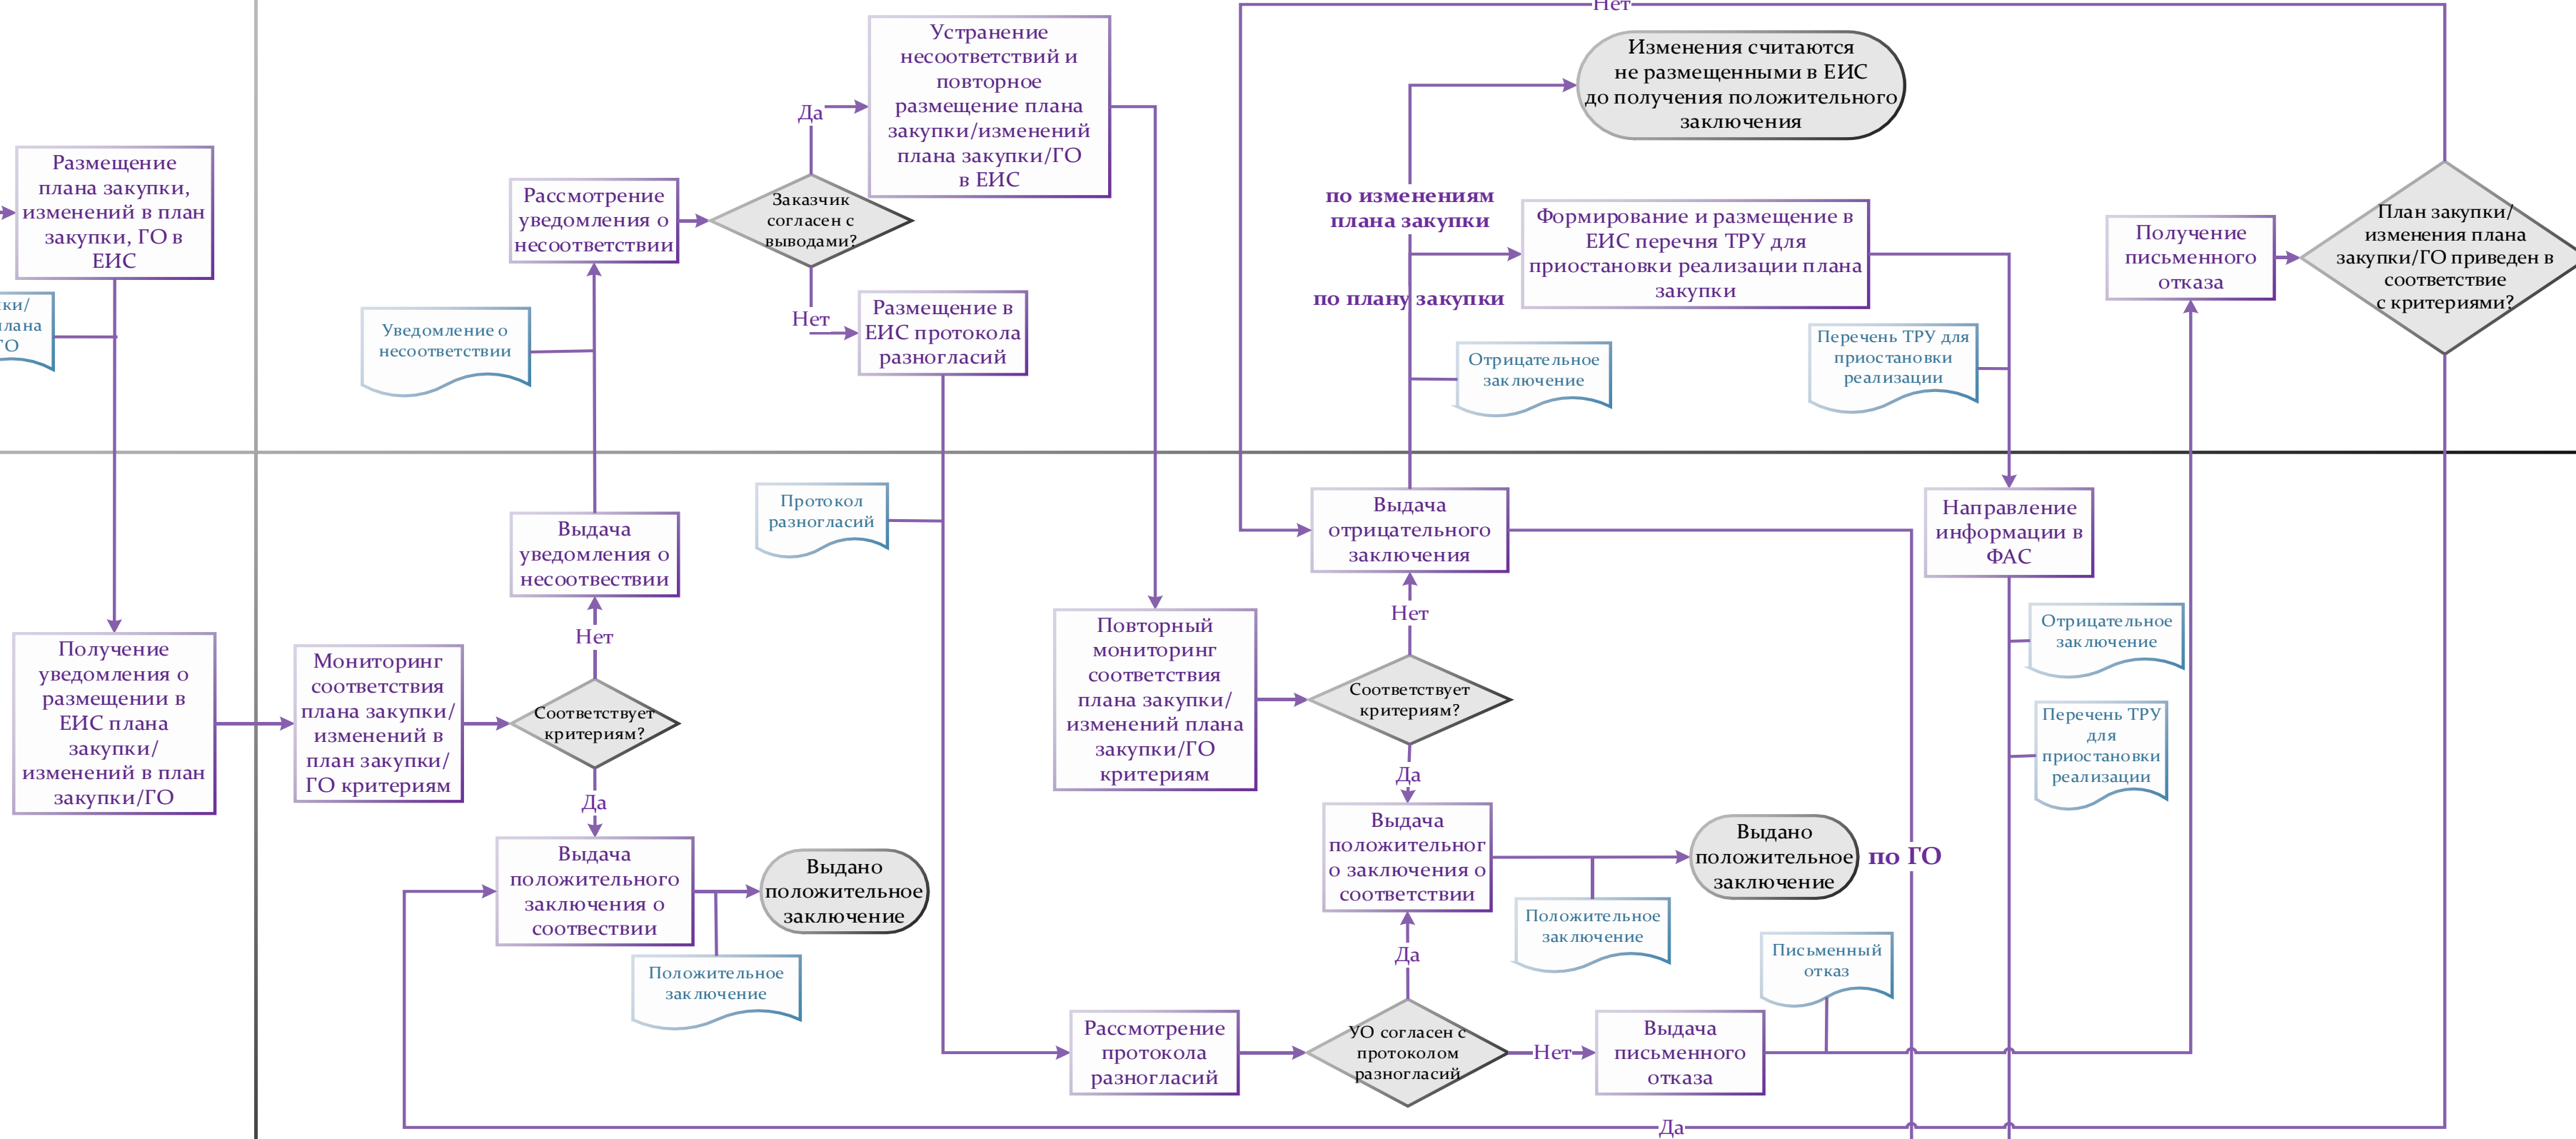 Размещение
плана закупки,
изменений в план
закупки, ГО в
ЕИС
ки/
лана
ГО
Получение
уведомления о
размещении в
ЕИС плана
закупки/
изменений в план
закупки/ГО
Мониторинг
соответствия
плана закупки/
изменений в
план закупки/
ГО критериям
Соответствует
критериям?
Нет
Выдача
уведомления о
несоотвествии
Уведомление о
несоответствии
Рассмотрение
уведомления о
несоответствии
Заказчик
согласен с
выводами?
Да
Устранение
несоответствий и
повторное
размещение плана
закупки/изменений
плана закупки/ГО
в ЕИС
Нет
Размещение в
ЕИС протокола
разногласий
Протокол
разногласий
Да
Выдача
положительного
заключения о
соотвествии
Выдано
положительное
заключение
Положительное
заключение
Повторный
мониторинг
соответствия
плана закупки/
изменений плана
закупки/ГО
критериям
Соответствует
критериям?
Нет
Выдача
отрицательного
заключения
Да
Выдача
положительног
о заключения о
соответствии
Выдано
положительное
заключение
Положительное
заключение
Да
Рассмотрение
протокола
разногласий
УО согласен с
протоколом
разногласий
Нет
Выдача
письменного
отказа
Письменный
отказ
по ГО
Нет
Изменения считаются
не размещенными в ЕИС
до получения положительного
заключения
по изменениям
плана закупки
по плану закупки
Формирование и размещение в
ЕИС перечня ТРУ для
приостановки реализации плана
закупки
Отрицательное
заключение
Перечень ТРУ для
приостановки
реализации
Направление
информации в
ФАС
Отрицательное
заключение
Перечень ТРУ
для
приостановки
реализации
Получение
письменного
отказа
План закупки/
изменения плана
закупки/ГО приведен в
соответствие
с критериями?
Да